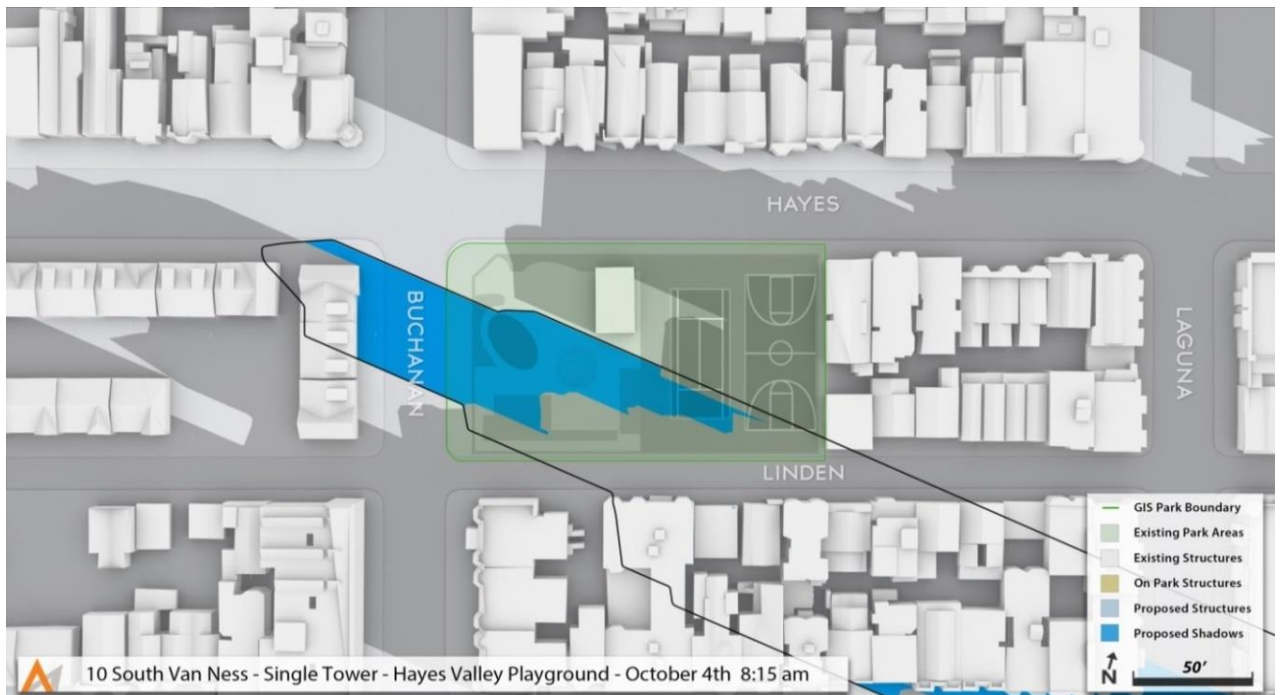 HAYES
BUCHANAN
LAGUNA
LINDEN
GIS Park Boundary
Existing Park Areas
Existing Structures
On Park Structures
Proposed Structures
Proposed Shadows
N
50'
10 South Van Ness - Single Tower - Hayes Valley Playground - October 4th 8:15 am